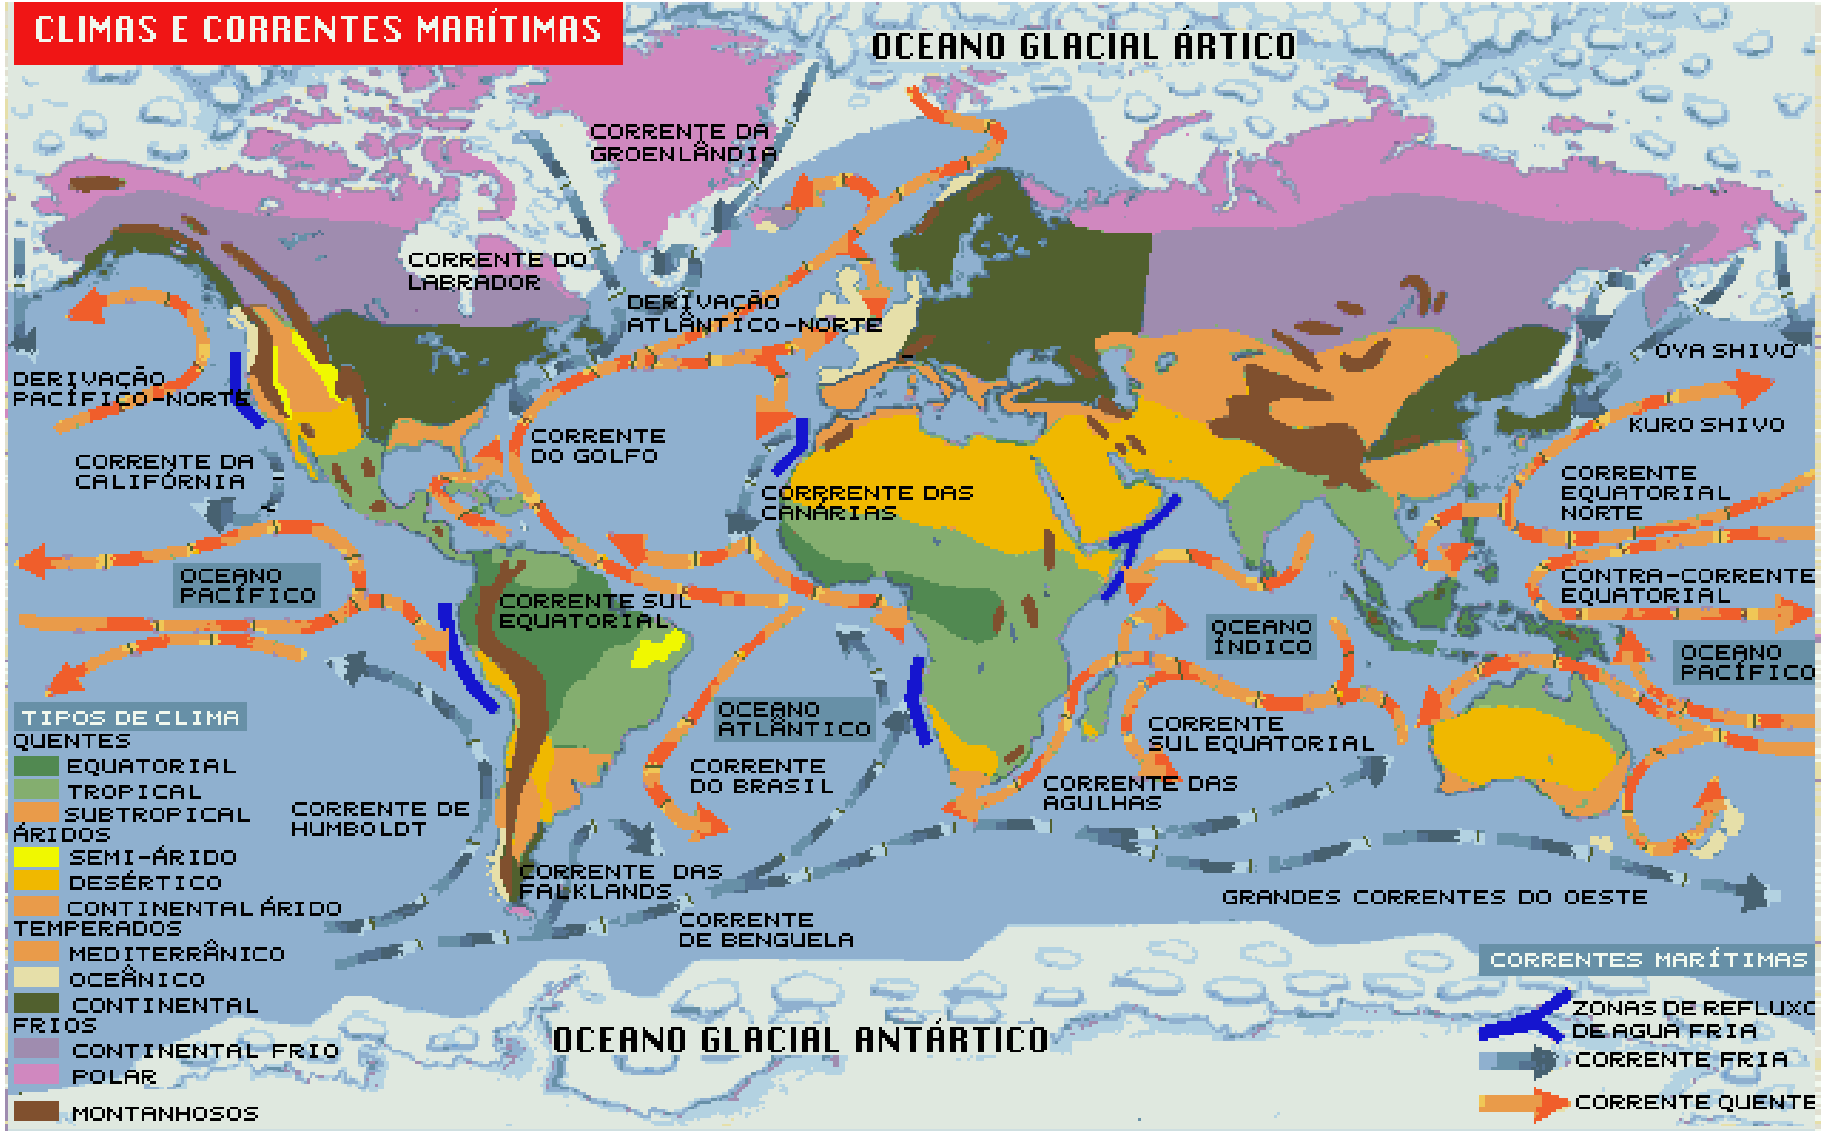 CLIMAS E CORRENTES MARÍTIMAS
OCEANO GLACIAL ÁRTICO
CORRENTE DA
GROENLÂNDIA
CORRENTE DO
LABRADOR
DERIVAÇÃO
ATLÂNTICO-NORTE
DERIVAÇÃO
PACÍFICO-NORTE
OYA SHIVO
KURO SHIVO
CORRENTE DA
CALIFÓRNIA
CORRENTE
DO GOLFO
CORRRENTE DAS
CANÁRIAS
CORRENTE
EQUATORIAL
NORTE
OCEANO
PACÍFICO
CORRENTE SUL
EQUATORIAL
CONTRA-CORRENTE
EQUATORIAL
OCEANO
ÍNDICO
OCEANO
PACÍFICO
OCEANO
ATLÂNTICO
CORRENTE
SUL EQUATORIAL
CORRENTE
DO BRASIL
CORRENTE DAS
AGULHAS
CORRENTE DE
HUMBOLDT
CORRENTE DAS
FALKLANDS
CORRENTE
DE BENGUELA
GRANDES CORRENTES DO OESTE
OCEANO GLACIAL ANTÁRTICO
TIPOS DE CLIMA
QUENTES
EQUATORIAL
TROPICAL
SUBTROPICAL
ÁRIDOS
SEMI-ÁRIDO
DESÉRTICO
CONTINENTAL ÁRIDO
TEMPERADOS
MEDITERRÂNICO
OCEÂNICO
CONTINENTAL
FRIOS
CONTINENTAL FRIO
POLAR
MONTANHOSOS
CORRENTES MARÍTIMAS
ZONAS DE REFLUXO
DE AGUA FRIA
CORRENTE FRIA
CORRENTE QUENTE